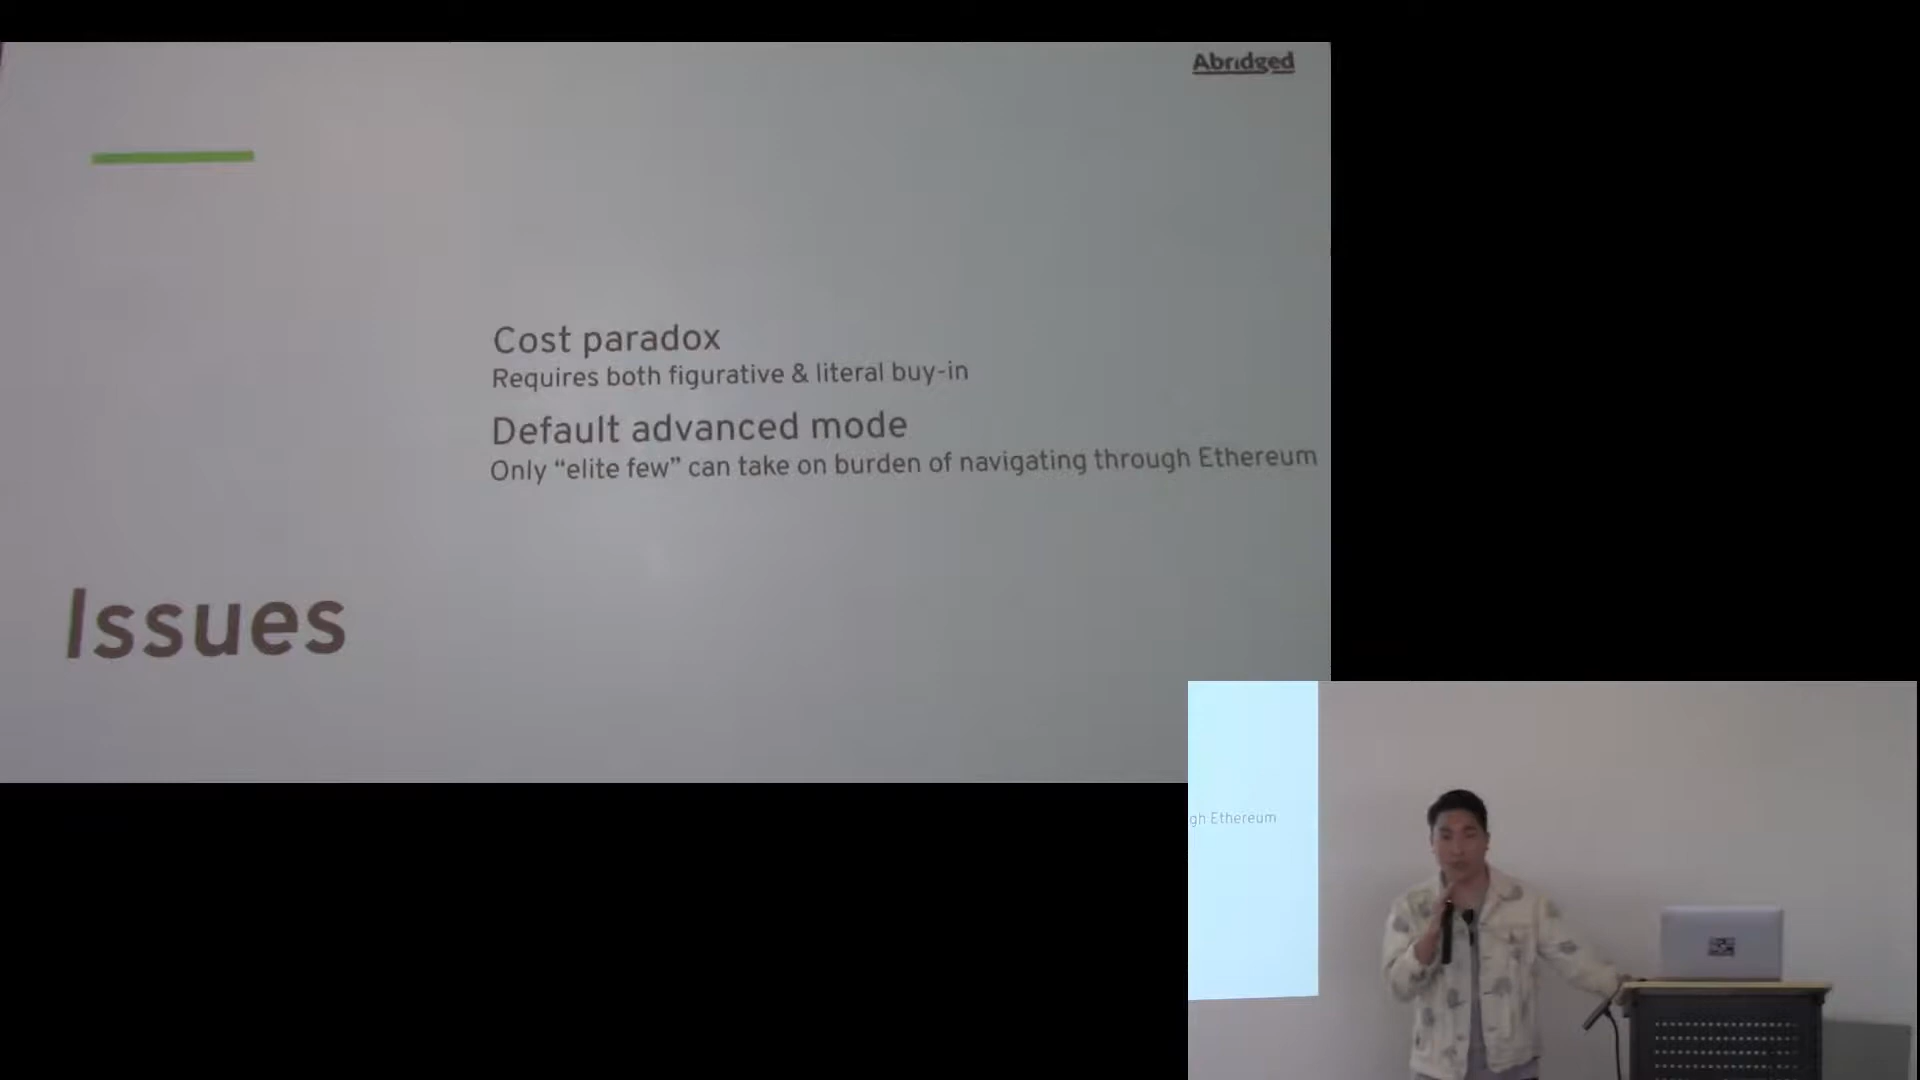 Abridged
Cost paradox
Requires both figurative & literal buy-in
Default advanced mode
Only “elite few” can take on burden of navigating through Ethereum
Issues
gh Ethereum